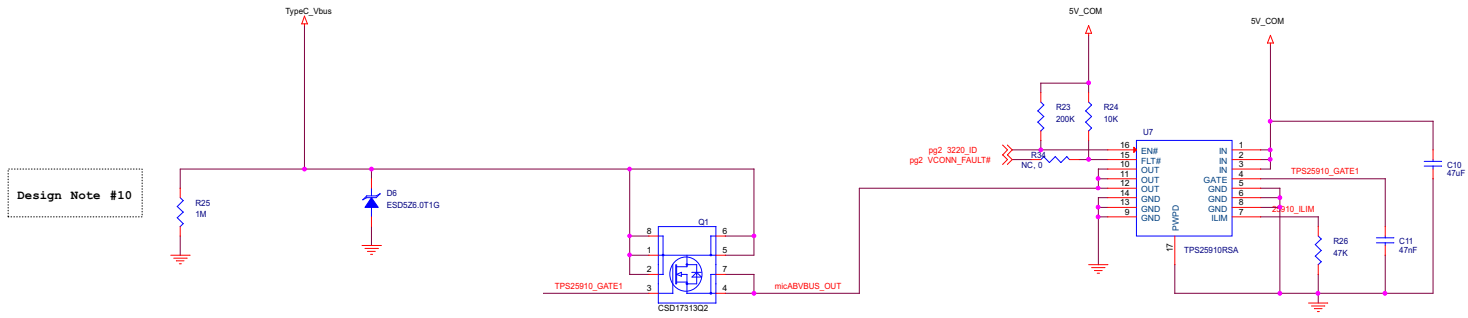 TypeC_Vbus
5V_COM
5V_COM
Design Note #10
R25
1M
D6
ESD5Z6.0T1G
Q1
8
1
2
3
6
5
7
4
TPS25910_GATE1
CSD17313Q2
micABVBUS_OUT
R23
200K
R24
10K
pg2 3220_ID
pg2 VCONN_FAULT#
R34
NC, 0
U7
16
15
10
11
12
14
13
9
EN#
FLT#
OUT
OUT
OUT
GND
GND
GND
PWPD
17
IN
IN
IN
GATE
GND
GND
GND
ILIM
1
2
3
4
5
6
8
7
TPS25910RSA
TPS25910_GATE1
25910_ILIM
R26
47K
C11
47nF
C10
47uF